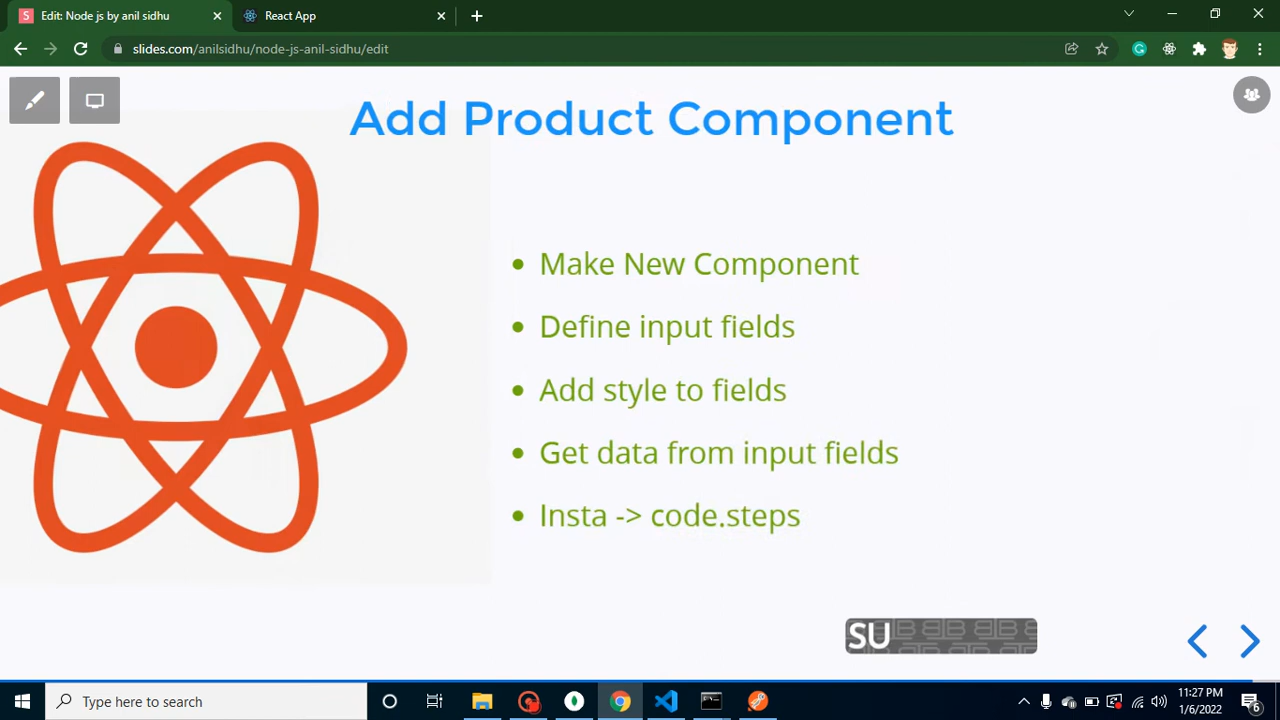 Edit: Node js by anil sidhu
React App
slides.com/anilsidhu/node-js-anil-sidhu/edit
Add Product Component
Make New Component
Define input fields
Add style to fields
Get data from input fields
Insta -> code.steps
SU
Type here to search
11:27 PM
1/6/2022
6